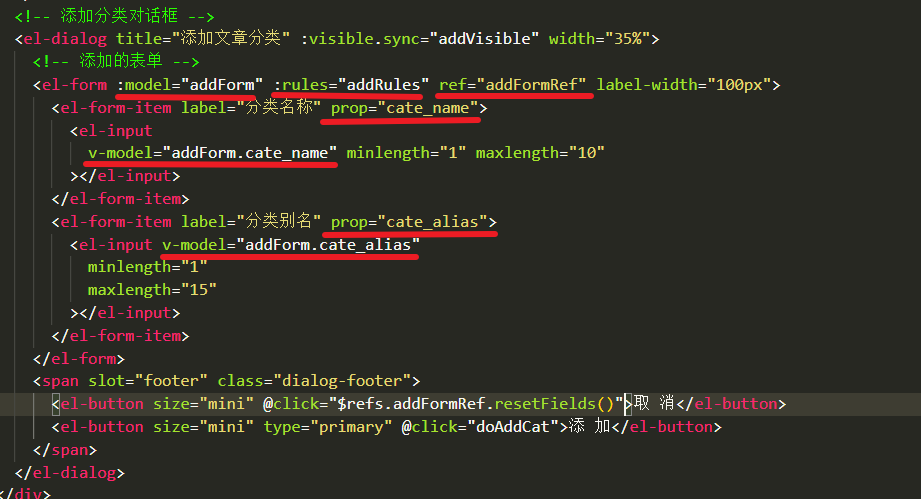 <!-- 添加分类对话框 -->
<el-dialog title="添加文章分类" :visible.sync="addVisible" width="35%">
<!-- 添加的表单 -->
<el-form :model="addForm" :rules="addRules" ref="addFormRef" label-width="100px">
<el-form-item label="分类名称" prop="cate_name">
<el-input
v-model="addForm.cate_name" minlength="1" maxlength="10"
></el-input>
</el-form-item>
<el-form-item label="分类别名" prop="cate_alias">
<el-input v-model="addForm.cate_alias"
minlength="1"
maxlength="15"
></el-input>
</el-form-item>
</el-form>
<span slot="footer" class="dialog-footer">
<el-button size="mini" @click="$refs.addFormRef.resetFields()">取 消</el-button>
<el-button size="mini" type="primary" @click="doAddCat">添 加</el-button>
</span>
</el-dialog>
</div>